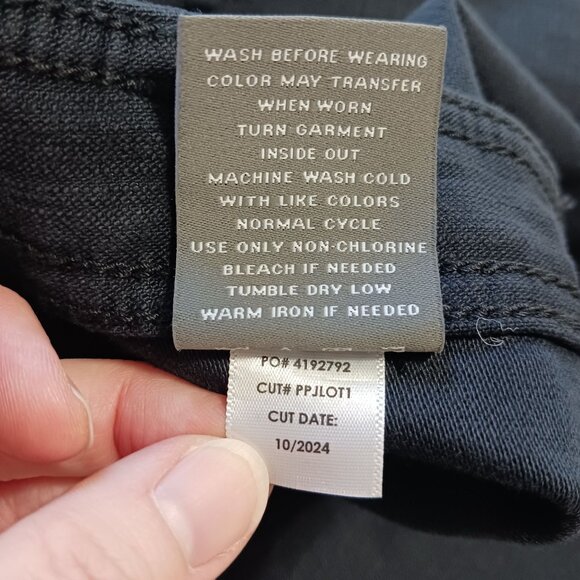 WASH BEFORE WEARING
COLOR MAY TRANSFER
WHEN WORN
TURN GARMENT
INSIDE OUT
MACHINE WASH COLD
WITH LIKE COLORS
NORMAL CYCLE
USE ONLY NON-CHLORINE
BLEACH IF NEEDED
TUMBLE DRY LOW
WARM IRON IF NEEDED
PO# 4192792
CUT# PPJLOT1
CUT DATE:
10/2024